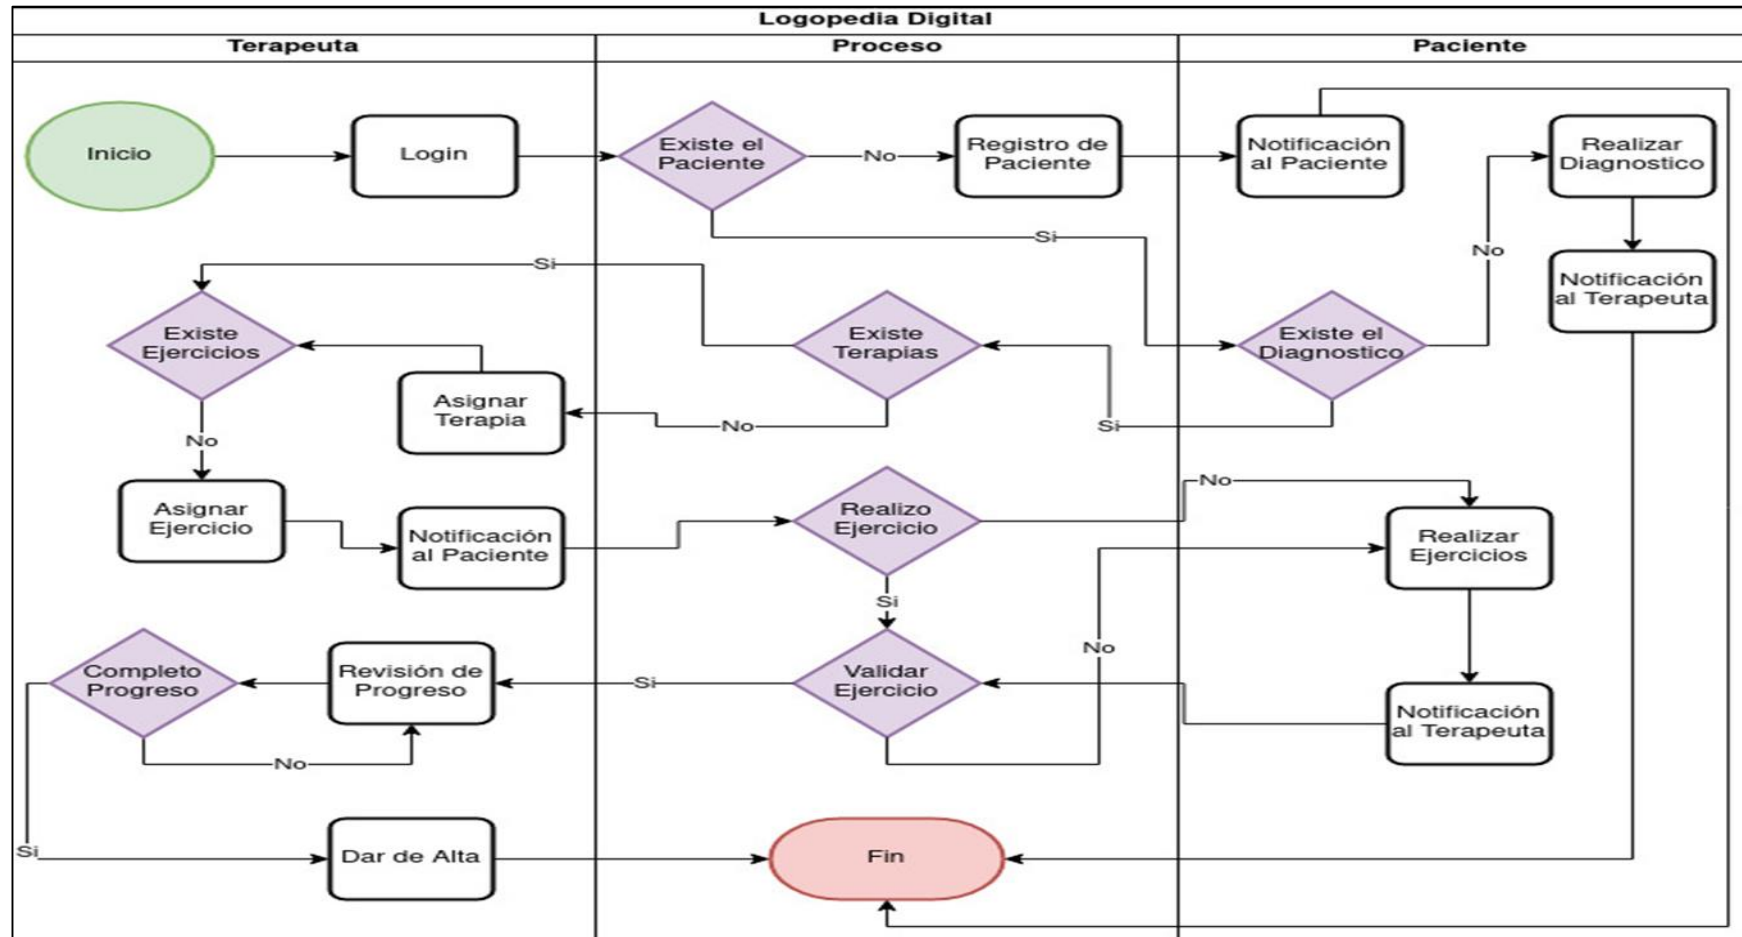 Logopedia Digital
Terapeuta
Proceso
Paciente
Inicio
Login
Existe el
Paciente
No
Registro de
Paciente
Notificación
al Paciente
Realizar
Diagnostico
Si
No
Si
Notificación
al Terapeuta
Existe
Ejercicios
Existe
Terapias
Existe el
Diagnostico
Asignar
Terapia
No
Si
No
Asignar
Ejercicio
Notificación
al Paciente
Realizo
Ejercicio
No
Realizar
Ejercicios
Si
No
Completo
Progreso
Revisión de
Progreso
Si
Validar
Ejercicio
Notificación
al Terapeuta
No
Si
Dar de Alta
Fin